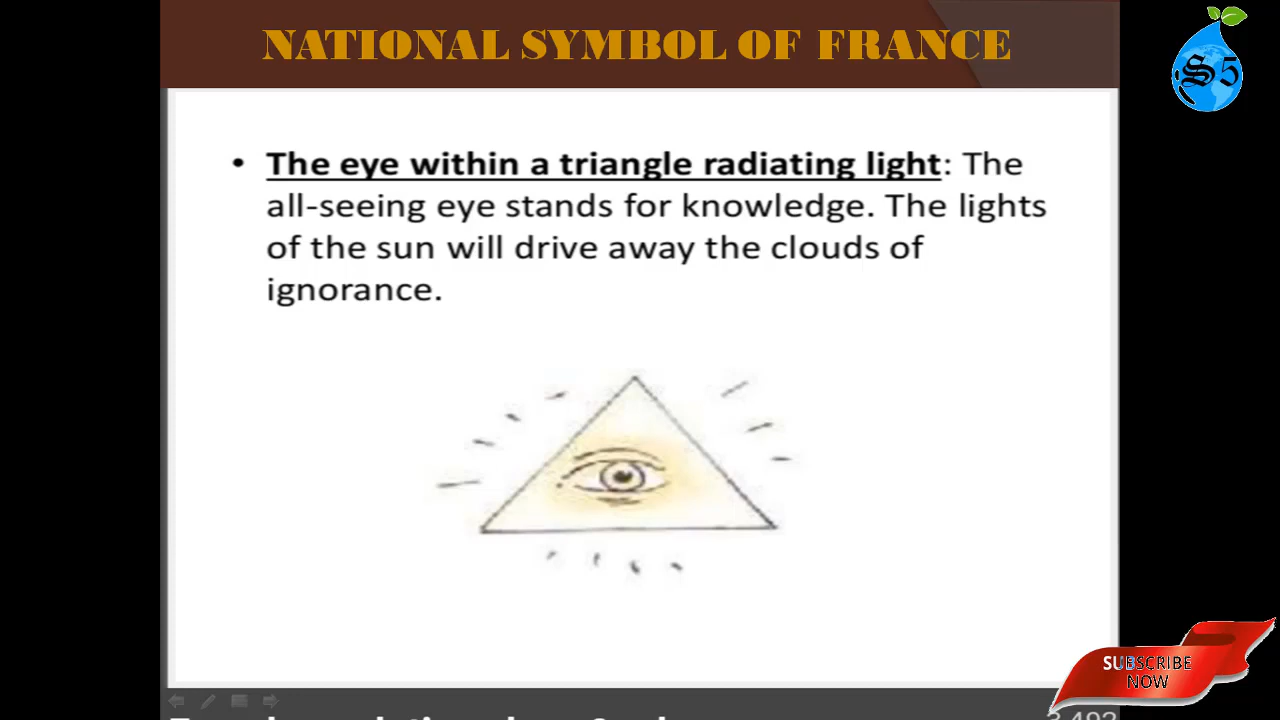 NATIONAL SYMBOL OF FRANCE
S5
• The eye within a triangle radiating light: The
all-seeing eye stands for knowledge. The lights
of the sun will drive away the clouds of
ignorance.
SUBSCRIBE
NOW